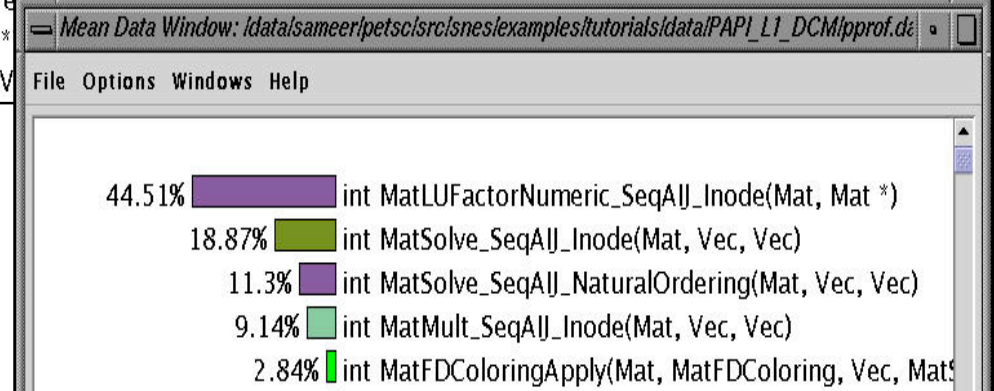 Mean Data Window: /data/sameer/petsc/src/snes/examples/tutorials/data/PAPI_L1_DCM/pprof.da
File Options Windows Help
44.51% int MatLUFactorNumeric_SeqAIJ_Inode(Mat, Mat *)
18.87% int MatSolve_SeqAIJ_Inode(Mat, Vec, Vec)
11.3% int MatSolve_SeqAIJ_NaturalOrdering(Mat, Vec, Vec)
9.14% int MatMult_SeqAIJ_Inode(Mat, Vec, Vec)
2.84% int MatFDColoringApply(Mat, MatFDColoring, Vec,